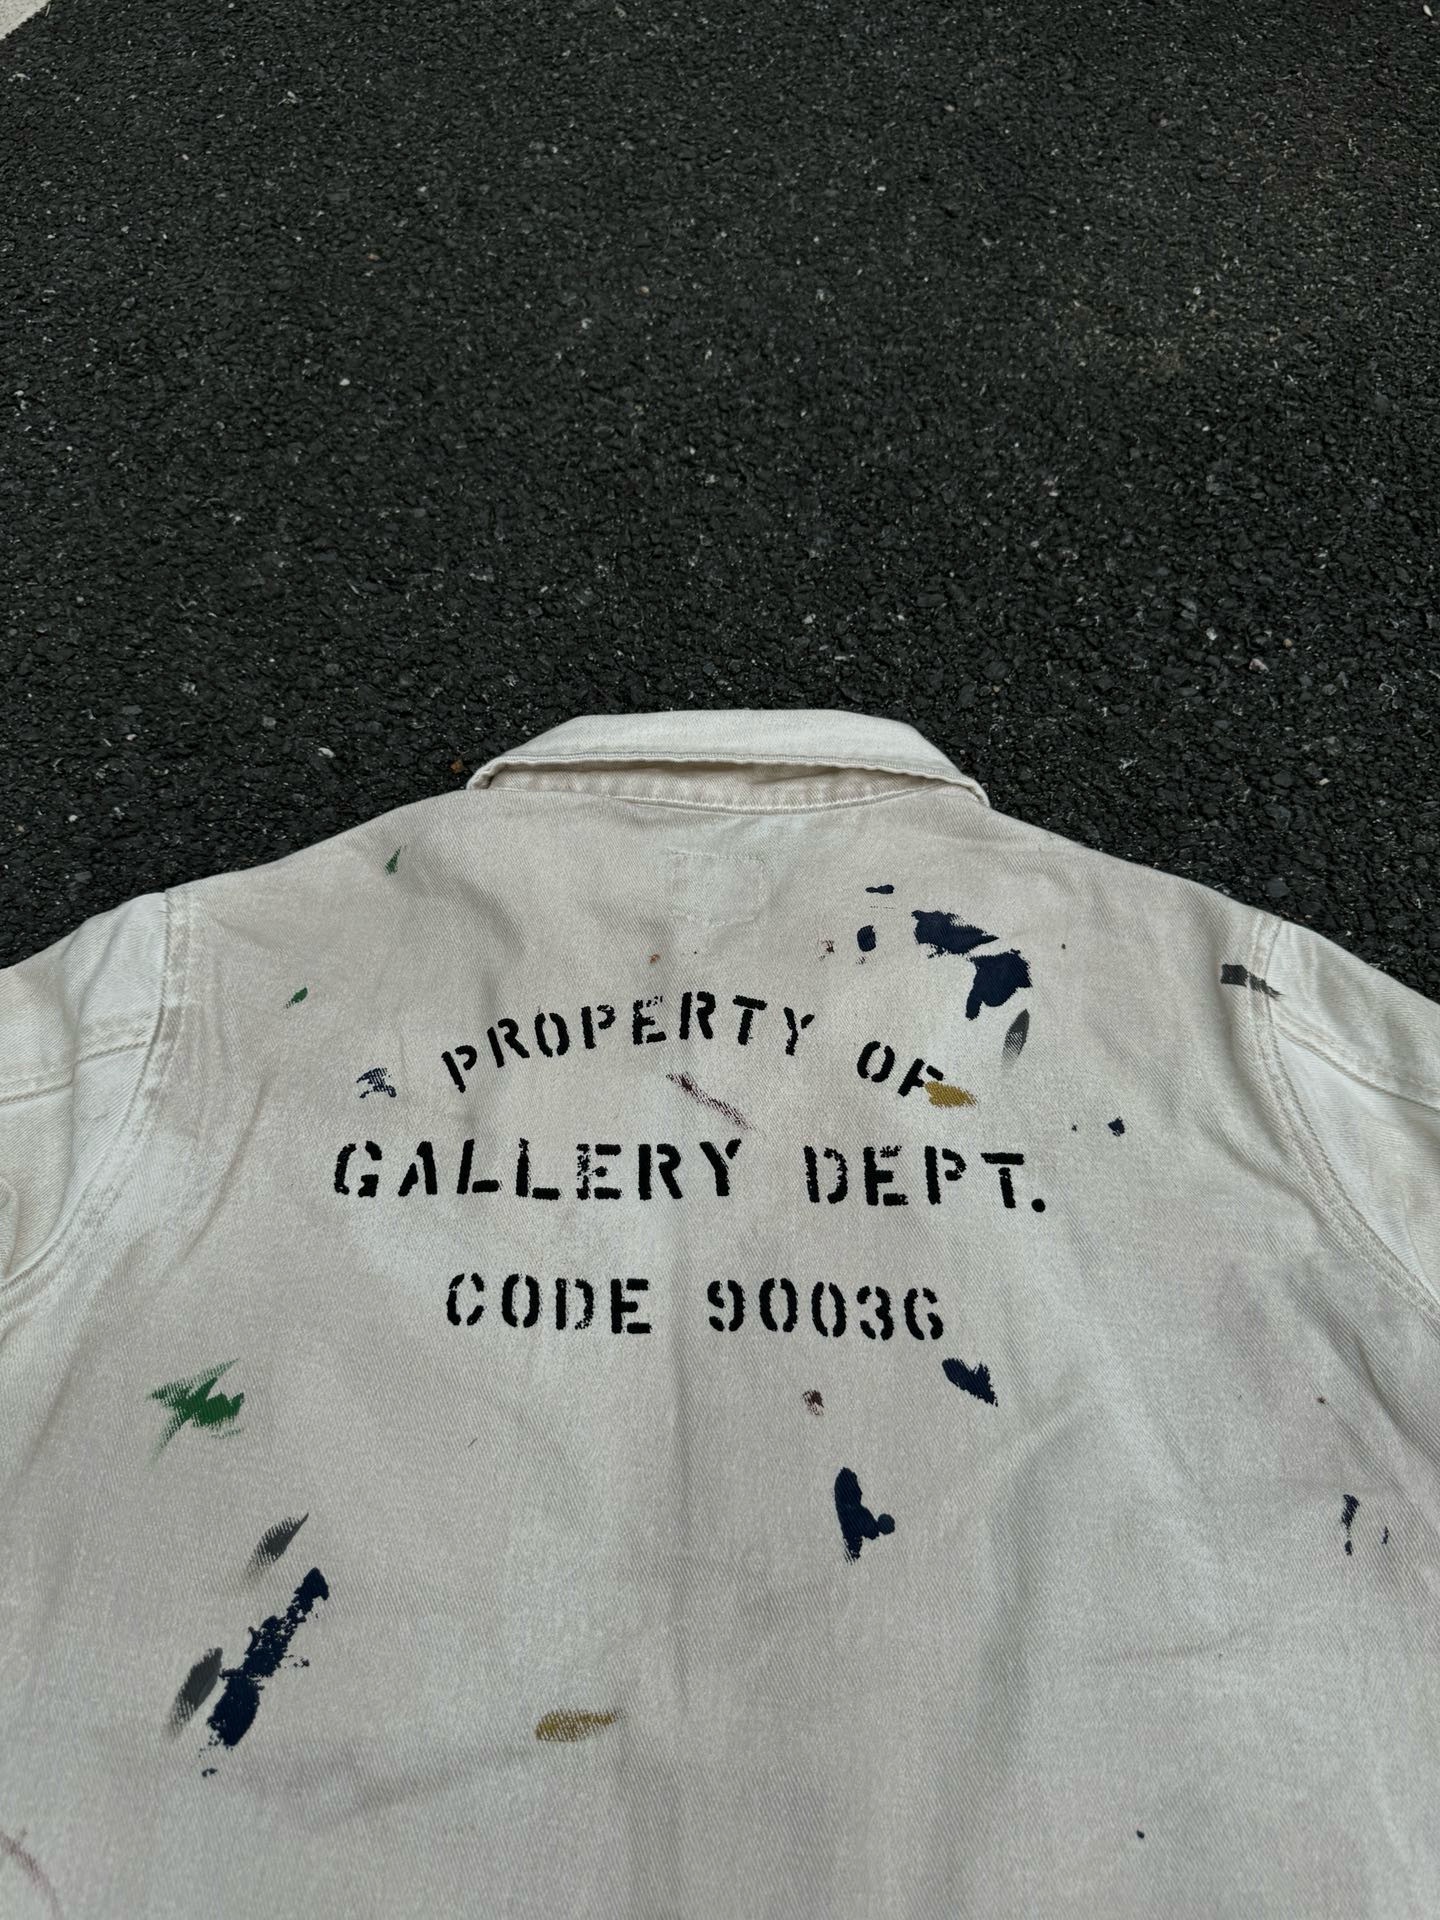 PROPERTY OF
GALLERY DEPT.
CODE 90036